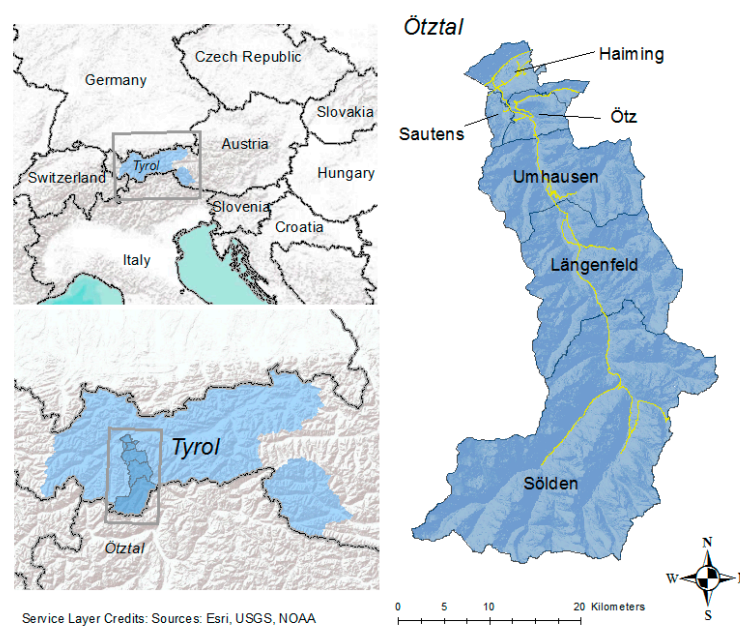 Germany
Czech Republic
Slovakia
Austria
Tyrol
Switzerland
Hungary
Slovenia
Croatia
Italy
Tyrol
Ötztal
Service Layer Credits: Sources: Esri, USGS, NOAA
Ötztal
Haiming
Sautens
Ötz
Umhausen
Längenfeld
Sölden
N
W
S
0 5 10 20 Kilometers